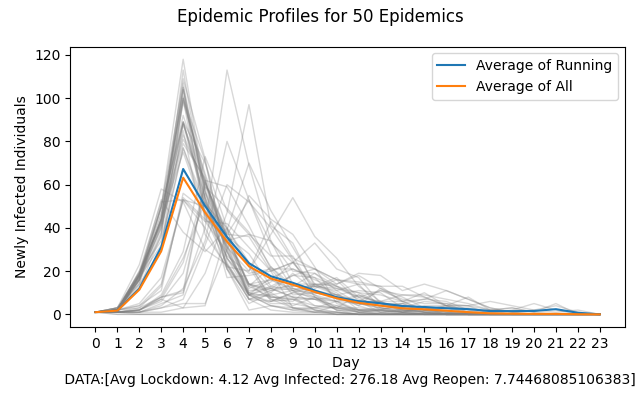 Epidemic Profiles for 50 Epidemics
120
100
80
60
40
20
0
Newly Infected Individuals
Average of Running
Average of All
0 1 2 3 4 5 6 7 8 9 10 11 12 13 14 15 16 17 18 19 20 21 22 23
Day
DATA:[Avg Lockdown: 4.12 Avg Infected: 276.18 Avg Reopen: 7.74468085106383]